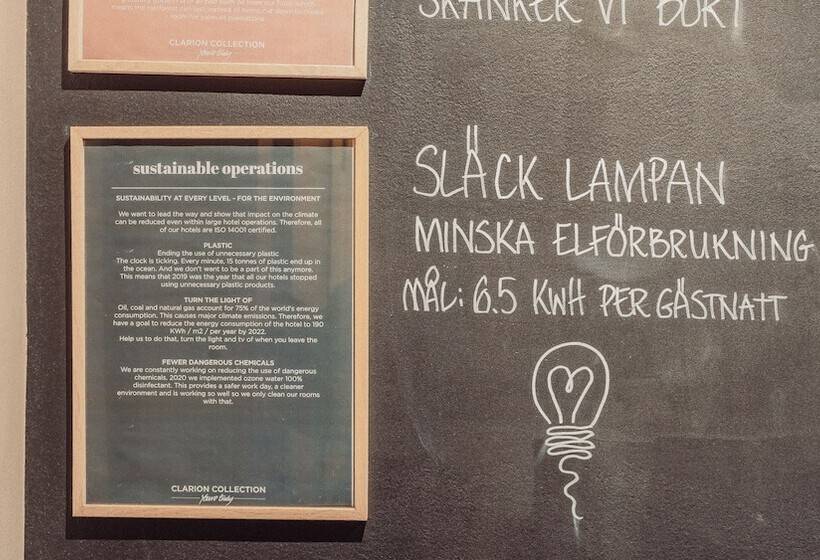 CLARION COLLECTION
SKÄNKER VI BORT
sustainable operations
SUSTAINABILITY AT EVERY LEVEL - FOR THE ENVIRONMENT
We want to lead the way and show that impact on the climate
can be reduced even within large hotel operations. Therefore, all
of our hotels are ISO 14001 certified.
PLASTIC
Ending the use of unnecessary plastic
The clock is ticking. Every minute, 15 tonnes of plastic end up in
the ocean. And we don't want to be a part of this anymore.
This means that 2019 was the year that all our hotels stopped
using unnecessary plastic products.
TURN THE LIGHT OF
Oil, coal and natural gas account for 75% of the world's energy
consumption. This causes major climate emissions. Therefore, we
have a goal to reduce the energy consumption of the hotel to 190
KWh / m2 / per year by 2022.
Help us to do that, turn the light and tv of when you leave the
room.
FEWER DANGEROUS CHEMICALS
We are constantly working on reducing the use of dangerous
chemicals. 2020 we implemented ozone water 100%
disinfectant. This provides a safer work day, a cleaner
environment and is working so well so we only clean our rooms
with that.
CLARION COLLECTION
SLÄCK LAMPAN
MINSKA ELFÖRBRUKNING
MÅL: 6.5 KWH PER GÄSTNATT